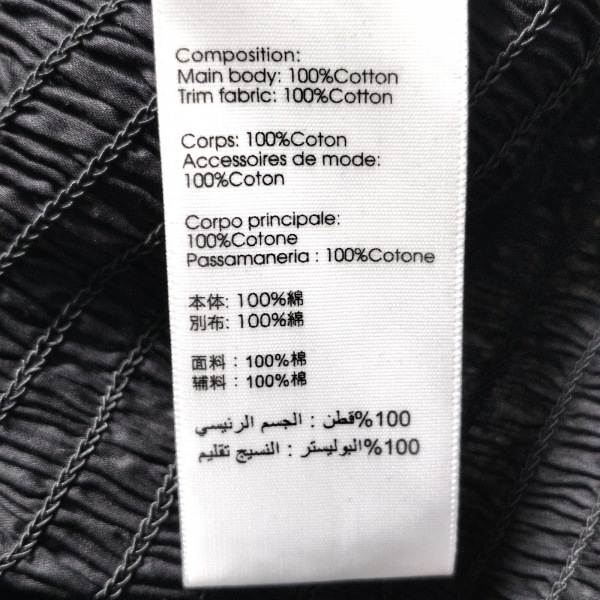 Composition:
Main body: 100%Cotton
Trim fabric: 100%Cotton
Corps: 100%Coton
Accessoires de mode:
100%Coton
Corpo principale:
100%Cotone
Passamaneria : 100%Cotone
本体: 100%綿
別布: 100%綿
面料：100%棉
辅料：100%棉
100%قطن : الجسم الرئيسي
100%البوليستر : النسيج تقليم